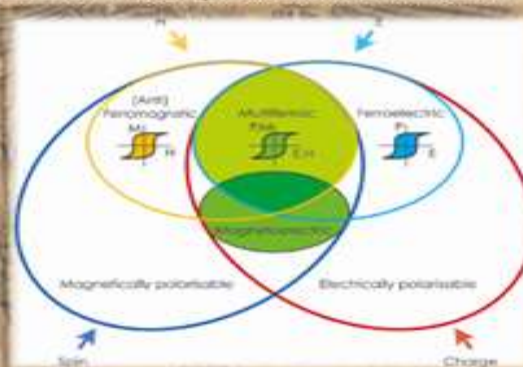 H E
(Anti) Ferromagnetic Multiferroic Ferroelectric
M H E,H E
Magnetoelectric
Magnetically polarisable Electrically polarisable
Spin Charge